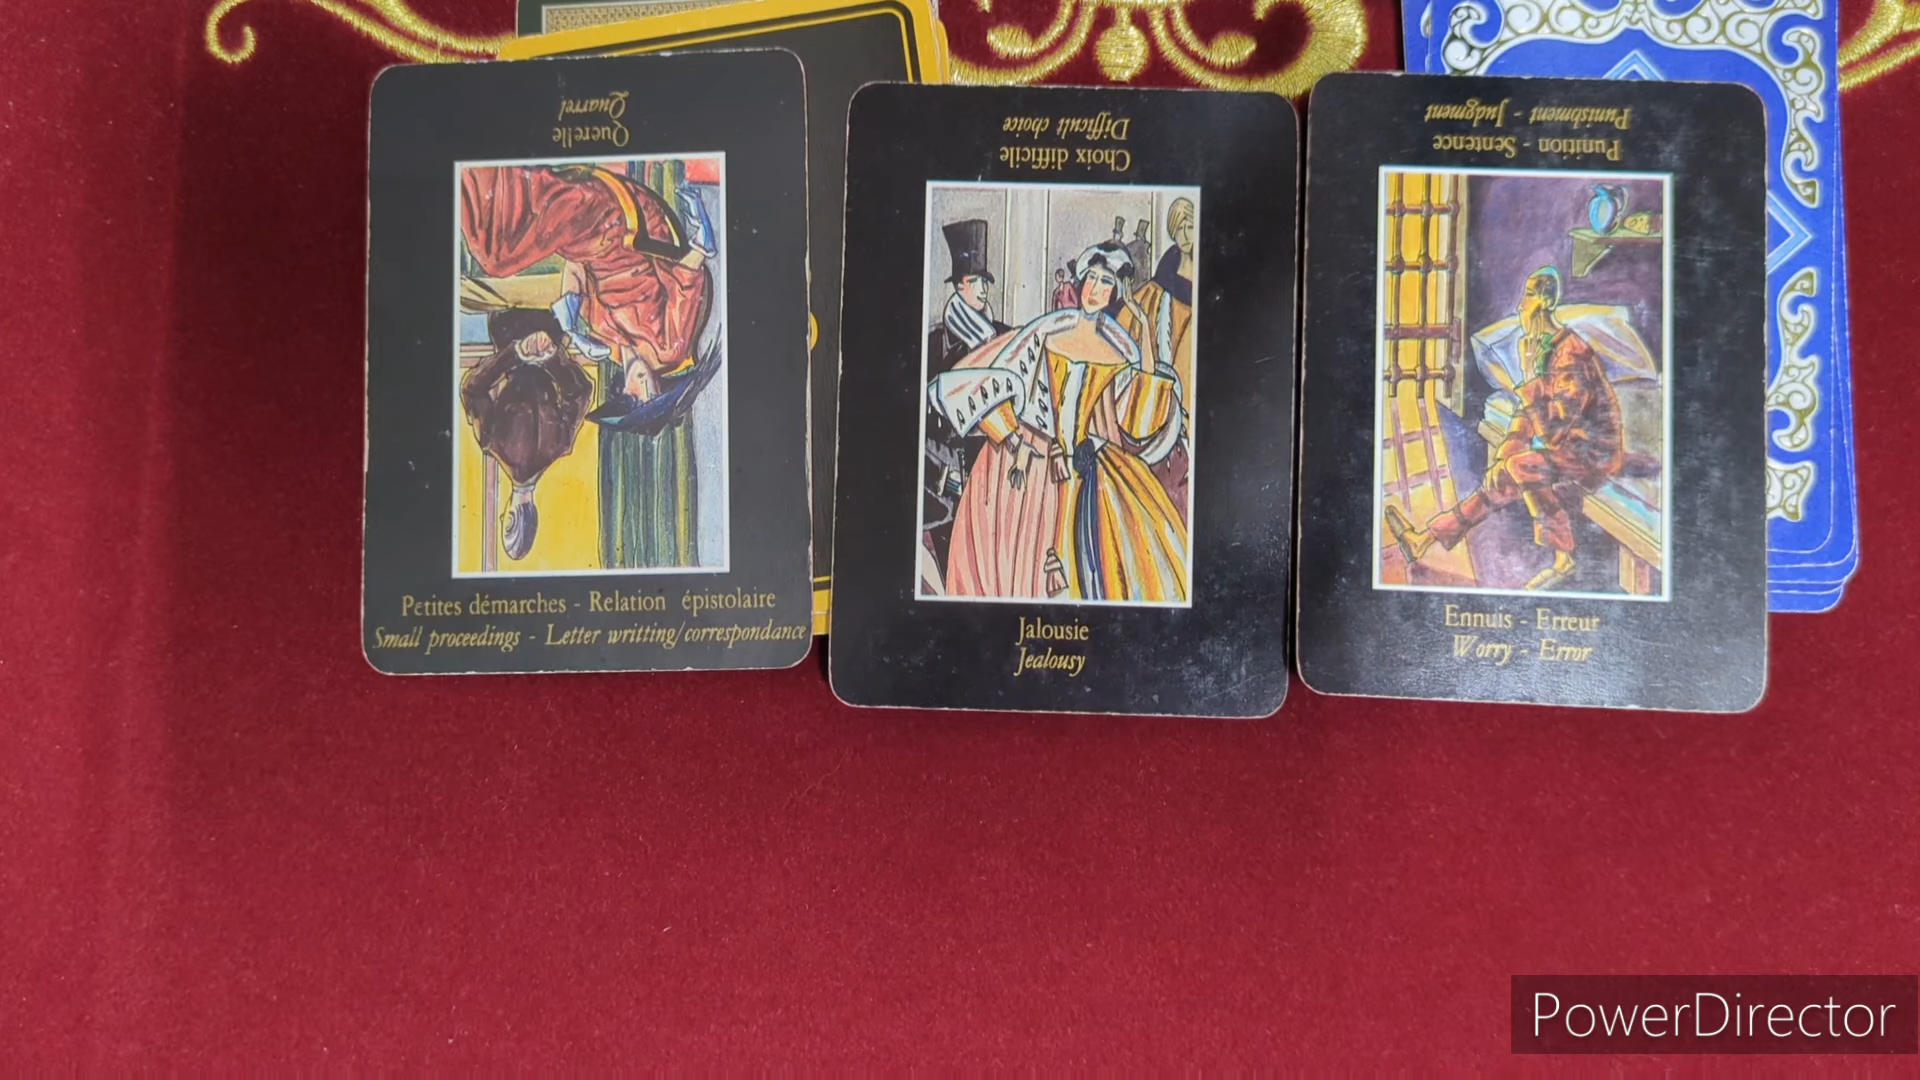 Quarrel
Querelle
Petites démarches - Relation épistolaire
Small proceedings - Letter writting/correspondance
Difficult choice
Choix difficile
Jalousie
Jealousy
Punishment - Judgment
Punition - Sentence
Ennuis - Erreur
Worry - Error
PowerDirector